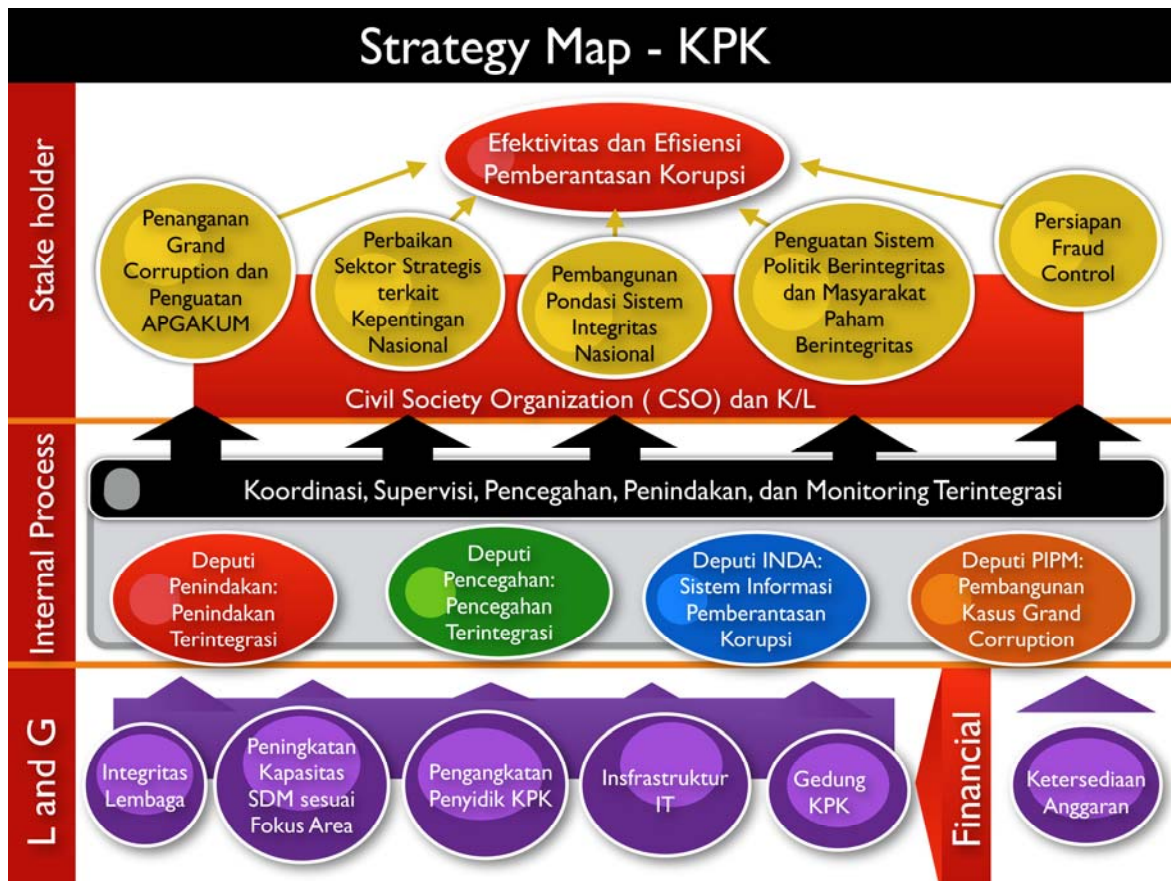 Strategy Map - KPK
Stake holder
Efektivitas dan Efisiensi
Pemberantasan Korupsi
Penanganan
Grand
Corruption dan
Penguatan
APGAKUM
Perbaikan
Sektor Strategis
terkait
Kepentingan
Nasional
Pembangunan
Pondasi Sistem
Integritas
Nasional
Penguatan Sistem
Politik Berintegritas
dan Masyarakat
Paham
Berintegritas
Persiapan
Fraud
Control
Civil Society Organization ( CSO) dan K/L
Internal Process
Koordinasi, Supervisi, Pencegahan, Penindakan, dan Monitoring Terintegrasi
Deputi
Penindakan:
Penindakan
Terintegrasi
Deputi
Pencegahan:
Pencegahan
Terintegrasi
Deputi INDA:
Sistem Informasi
Pemberantasan
Korupsi
Deputi PIPM:
Pembangunan
Kasus Grand
Corruption
L and G
Integritas
Lembaga
Peningkatan
Kapasitas
SDM sesuai
Fokus Area
Pengangkatan
Penyidik KPK
Insfrastruktur
IT
Gedung
KPK
Financial
Ketersediaan
Anggaran